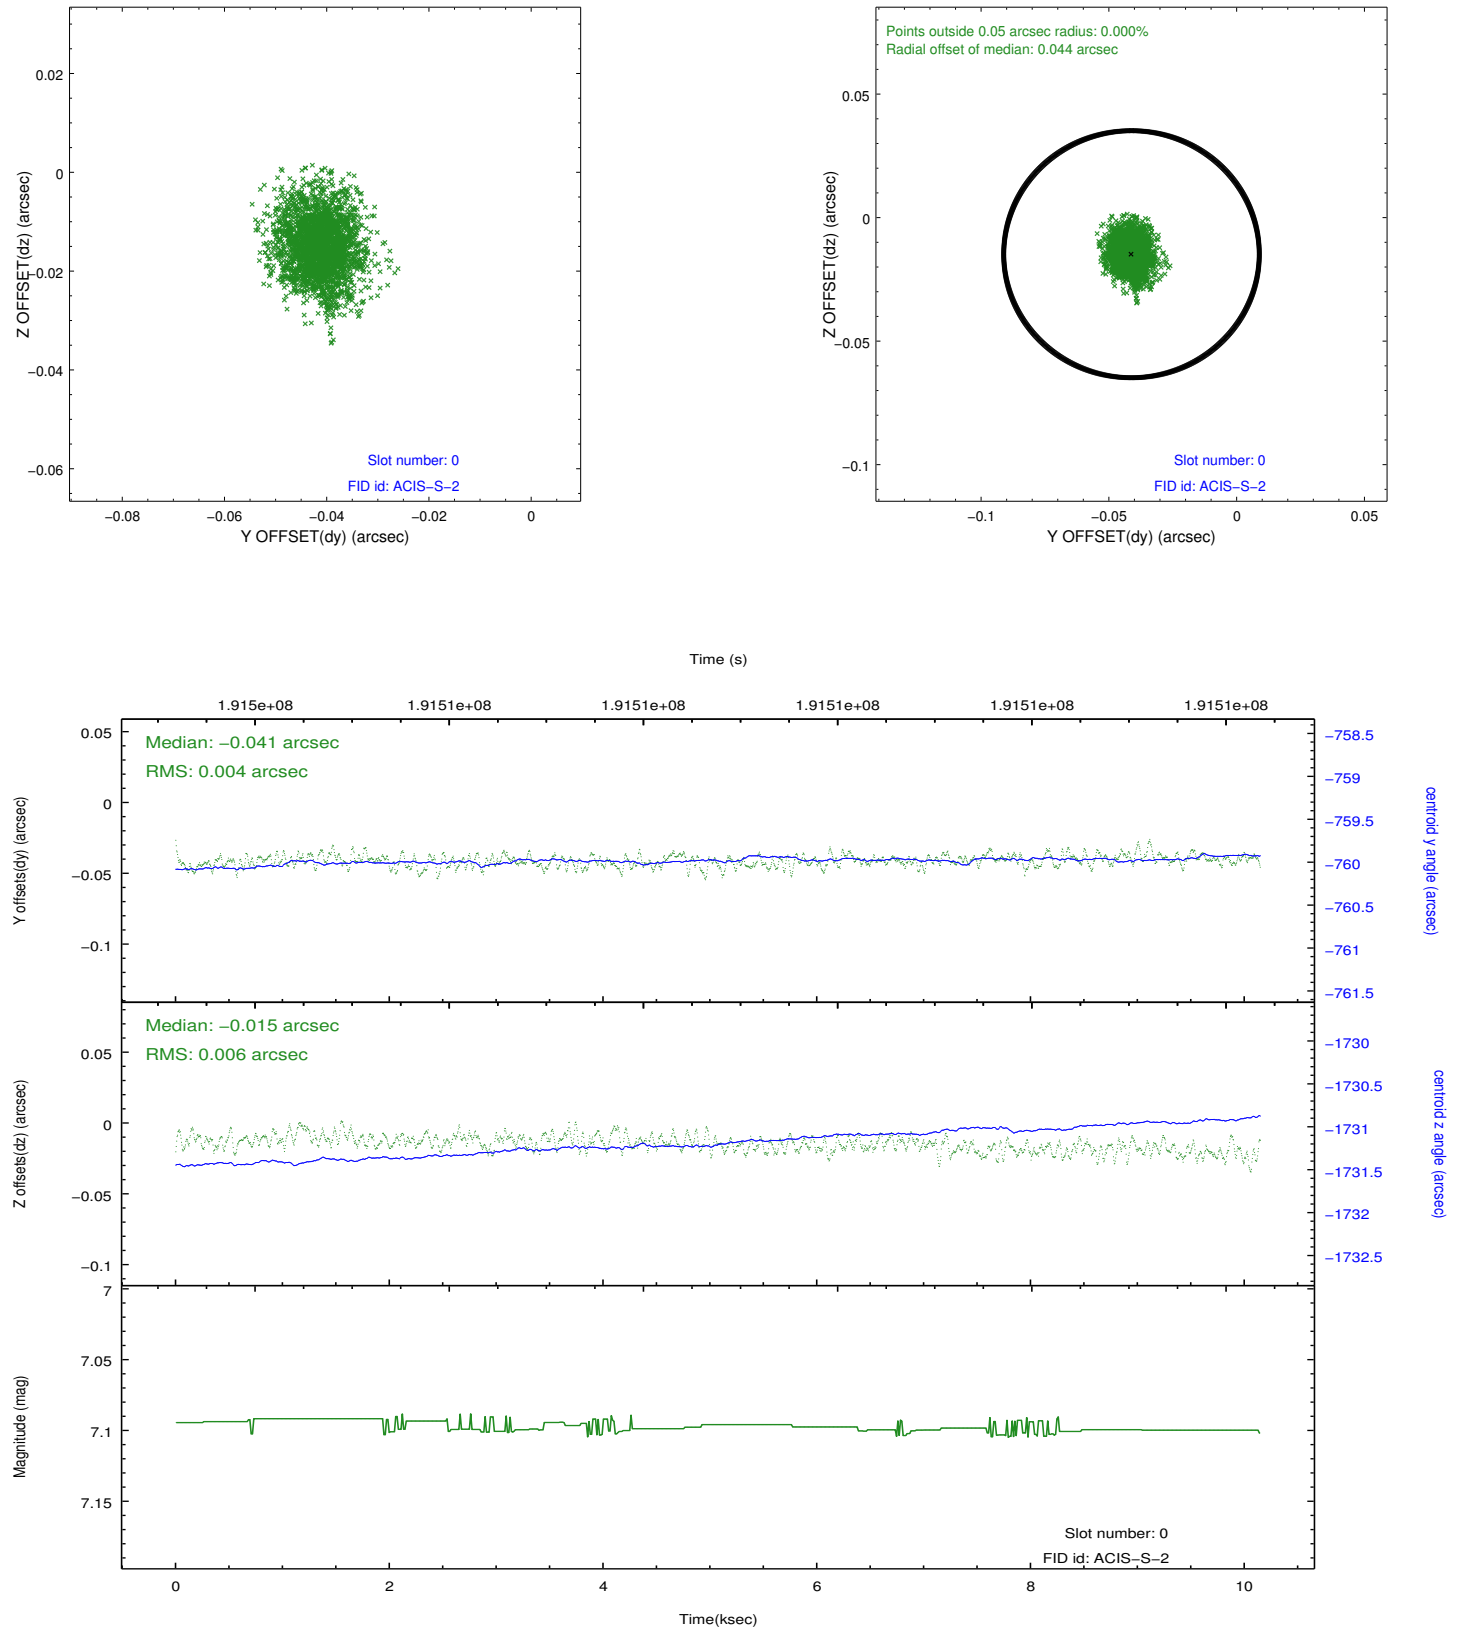 0.02
0
−0.02
−0.04
−0.06
Z OFFSET(dz) (arcsec)
Slot number: 0
FID id: ACIS−S−2
−0.08
−0.06
−0.04
−0.02
0
Y OFFSET(dy) (arcsec)
Points outside 0.05 arcsec radius: 0.000%
Radial offset of median: 0.044 arcsec
0.05
0
−0.05
−0.1
Z OFFSET(dz) (arcsec)
Slot number: 0
FID id: ACIS−S−2
−0.1
−0.05
0
0.05
Y OFFSET(dy) (arcsec)
Time (s)
1.915e+08
1.9151e+08
1.9151e+08
1.9151e+08
1.9151e+08
1.9151e+08
Median: −0.041 arcsec
RMS: 0.004 arcsec
0.05
0
−0.05
−0.1
Y offsets(dy) (arcsec)
−758.5
−759
−759.5
−760
−760.5
−761
−761.5
centroid y angle (arcsec)
Median: −0.015 arcsec
RMS: 0.006 arcsec
0.05
0
−0.05
−0.1
Z offsets(dz) (arcsec)
−1730
−1730.5
−1731
−1731.5
−1732
−1732.5
centroid z angle (arcsec)
7
7.05
7.1
7.15
Magnitude (mag)
Slot number: 0
FID id: ACIS−S−2
0
2
4
6
8
10
Time(ksec)